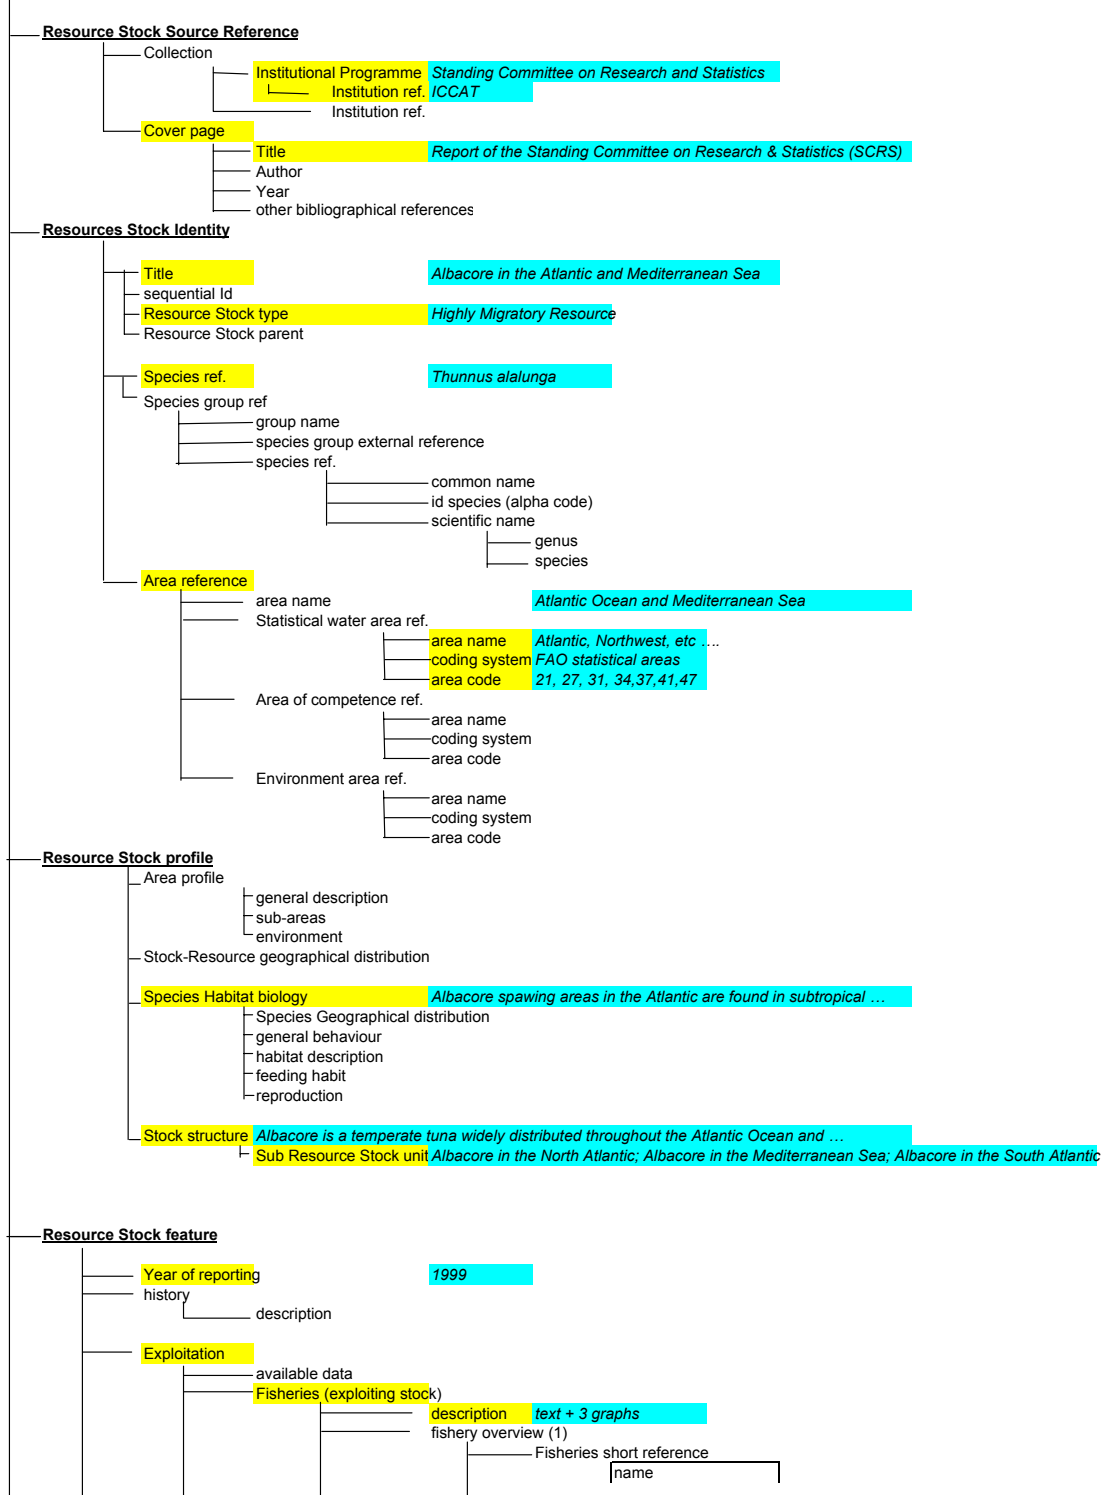 Resource Stock Source Reference
Collection
Institutional Programme Standing Committee on Research and Statistics
Institution ref. ICCAT
Institution ref.
Cover page
Title Report of the Standing Committee on Research & Statistics (SCRS)
Author
Year
other bibliographical references
Resources Stock Identity
Title Albacore in the Atlantic and Mediterranean Sea
sequential Id
Resource Stock type Highly Migratory Resource
Resource Stock parent
Species ref. Thunnus alalunga
Species group ref
group name
species group external reference
species ref.
common name
id species (alpha code)
scientific name
genus
species
Area reference
area name Atlantic Ocean and Mediterranean Sea
Statistical water area ref.
area name Atlantic, Northwest, etc ….
coding system FAO statistical areas
area code 21, 27, 31, 34,37,41,47
Area of competence ref.
area name
coding system
area code
Environment area ref.
area name
coding system
area code
Resource Stock profile
Area profile
general description
sub-areas
environment
Stock-Resource geographical distribution
Species Habitat biology Albacore spawing areas in the Atlantic are found in subtropical …
Species Geographical distribution
general behaviour
habitat description
feeding habit
reproduction
Stock structure Albacore is a temperate tuna widely distributed throughout the Atlantic Ocean and …
Sub Resource Stock unit Albacore in the North Atlantic; Albacore in the Mediterranean Sea; Albacore in the South Atlantic
Resource Stock feature
Year of reporting 1999
history
description
Exploitation
available data
Fisheries (exploiting stock)
description text + 3 graphs
fishery overview (1)
Fisheries short reference
name